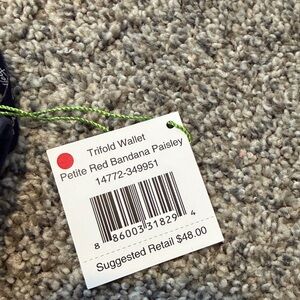 Trifold Wallet
Petite Red Bandana Paisley
14772-349951
8 86003 31829 4
Suggested Retail $48.00